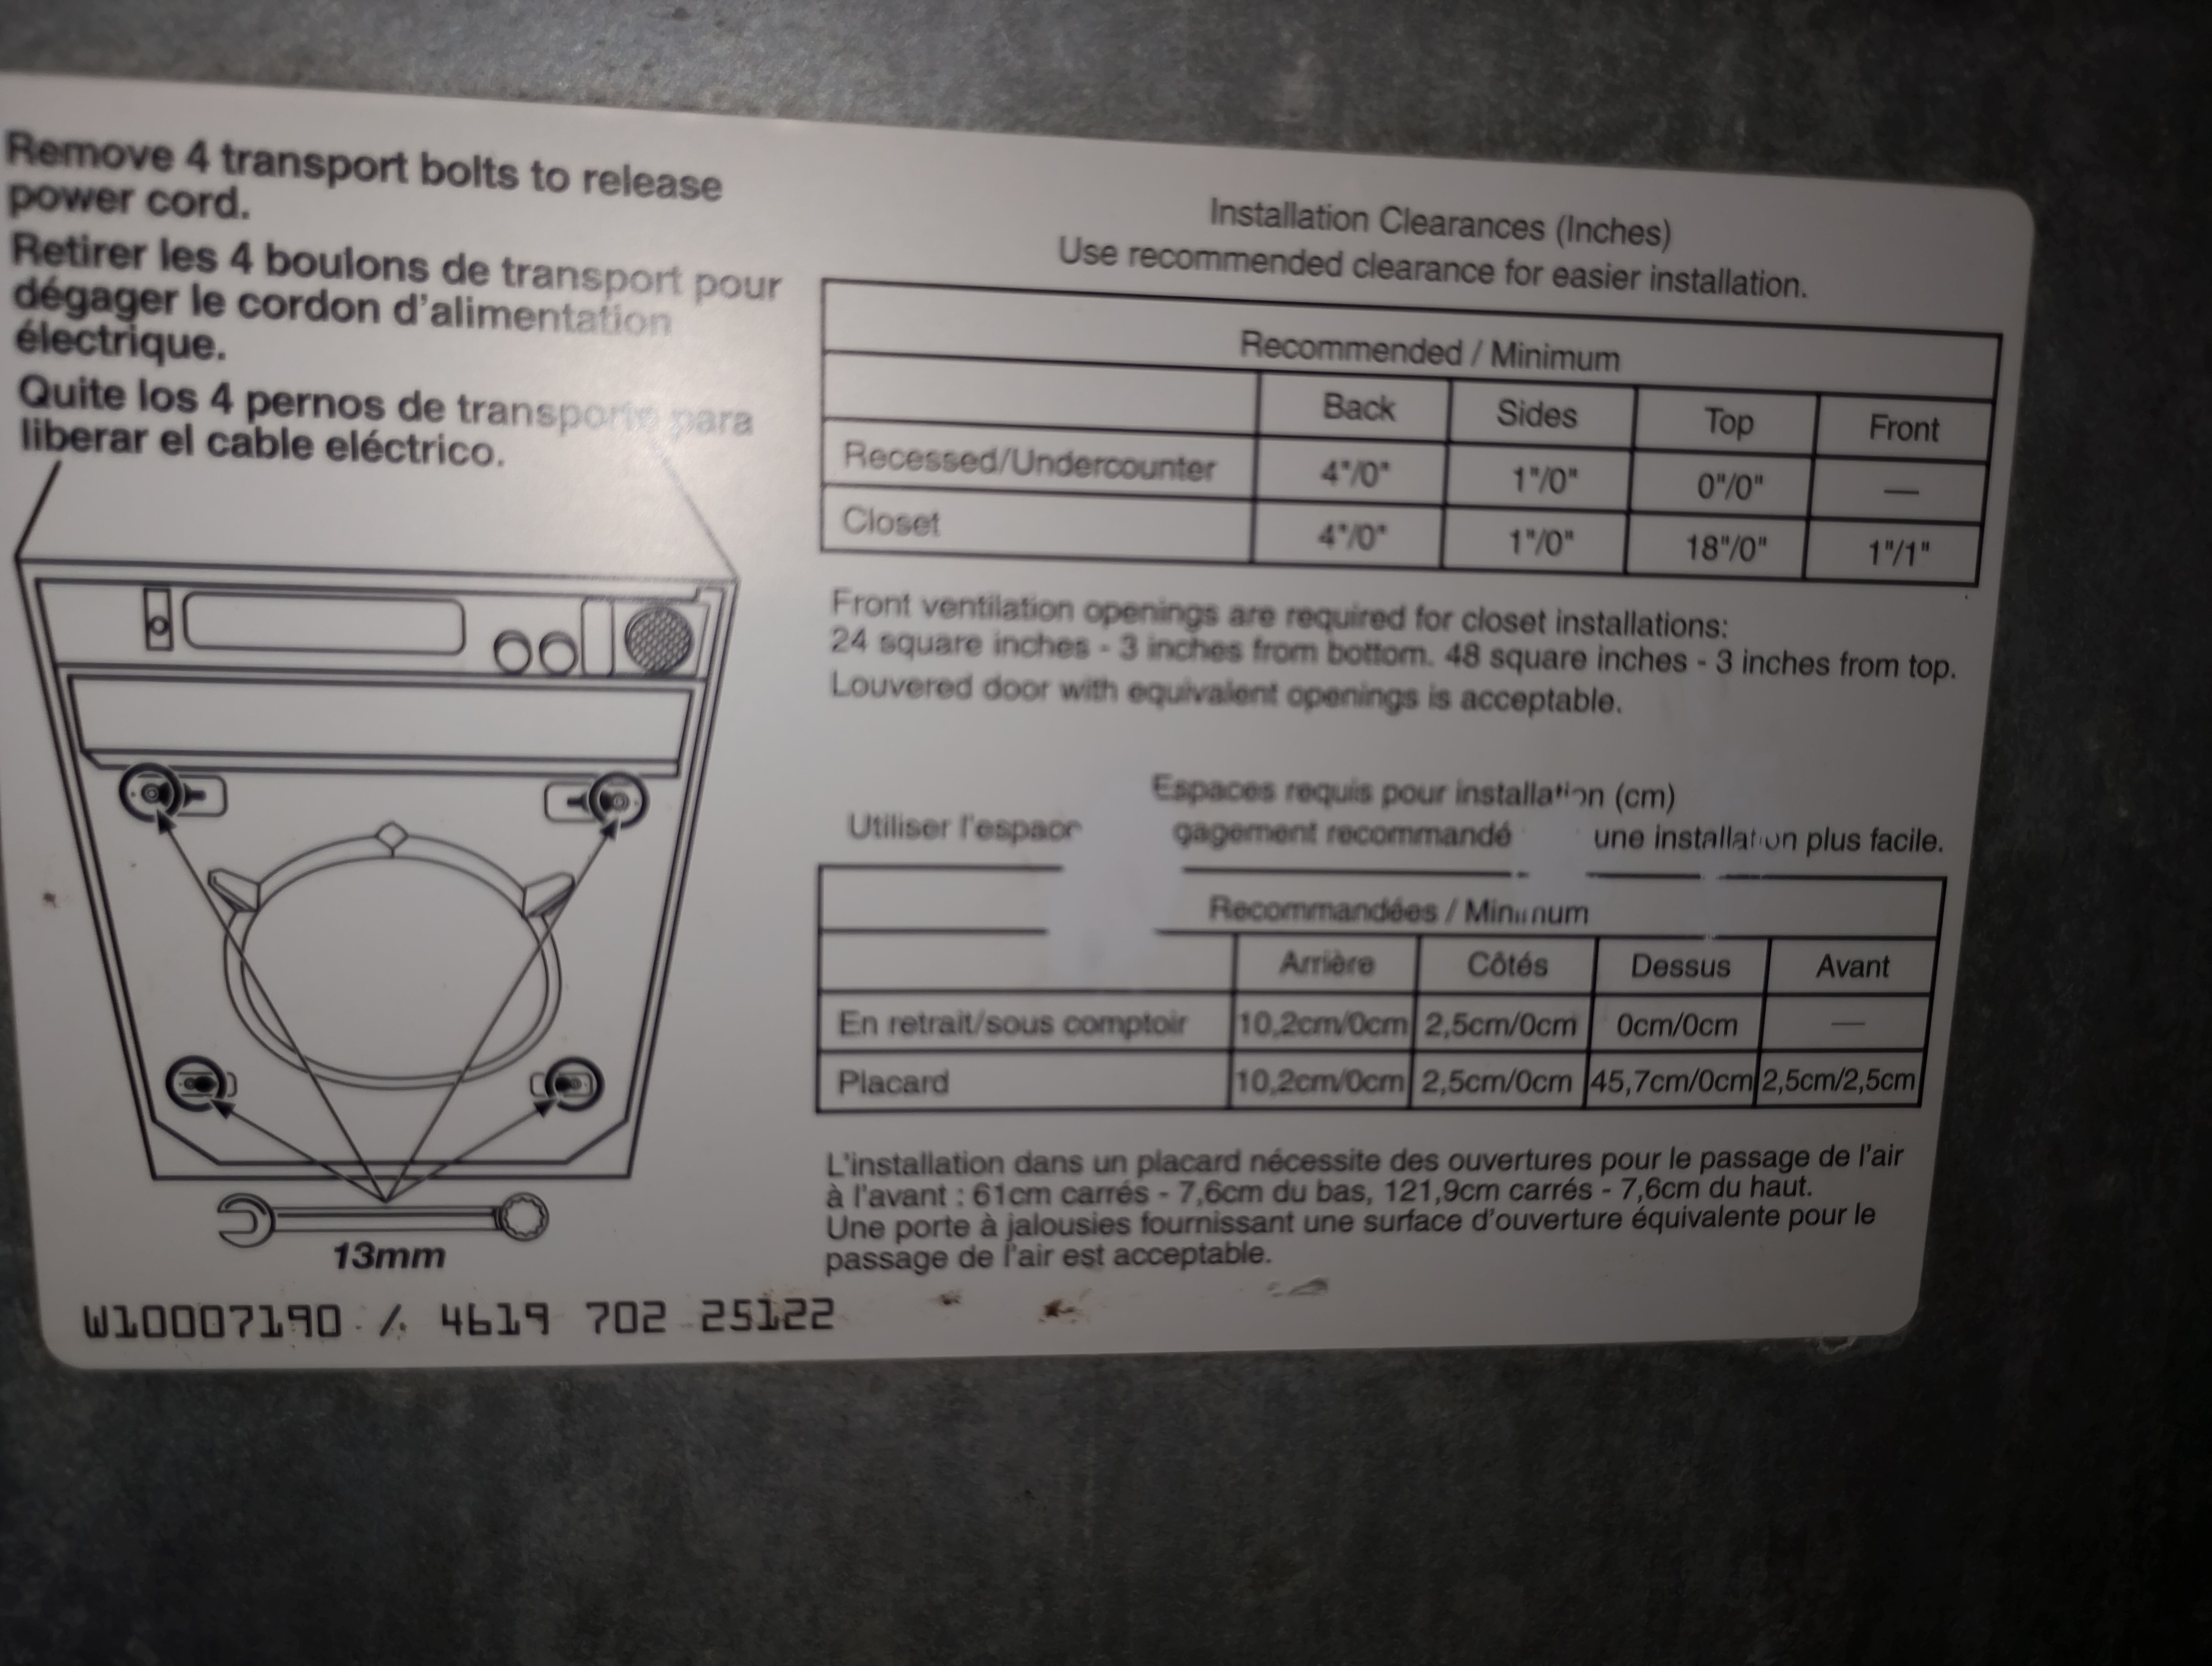 Remove 4 transport bolts to release
power cord.
Retirer les 4 boulons de transport pour
dégager le cordon d'alimentation
électrique.
Quite los 4 pernos de transporte para
liberar el cable eléctrico.
13mm
W10007190 / 4619 702 25122
Installation Clearances (Inches)
Use recommended clearance for easier installation.
Recommended / Minimum
Back Sides Top Front
Recessed/Undercounter 4"/0" 1"/0" 0"/0" —
Closet 4"/0" 1"/0" 18"/0" 1"/1"
Front ventilation openings are required for closet installations:
24 square inches - 3 inches from bottom. 48 square inches - 3 inches from top.
Louvered door with equivalent openings is acceptable.
Espaces requis pour installation (cm)
Utiliser recommandé une installation plus facile.
Recommandées / Minimum
Arrière Côtés Dessus Avant
En retrait/sous comptoir 10,2cm/0cm 2,5cm/0cm 0cm/0cm —
Placard 10,2cm/0cm 2,5cm/0cm 45,7cm/0cm 2,5cm/2,5cm
L'installation dans un placard nécessite des ouvertures pour le passage de l'air
à l'avant : 61cm carrés - 7,6cm du bas, 121,9cm carrés - 7,6cm du haut.
Une porte à jalousies fournissant une surface d'ouverture équivalente pour le
passage de l'air est acceptable.